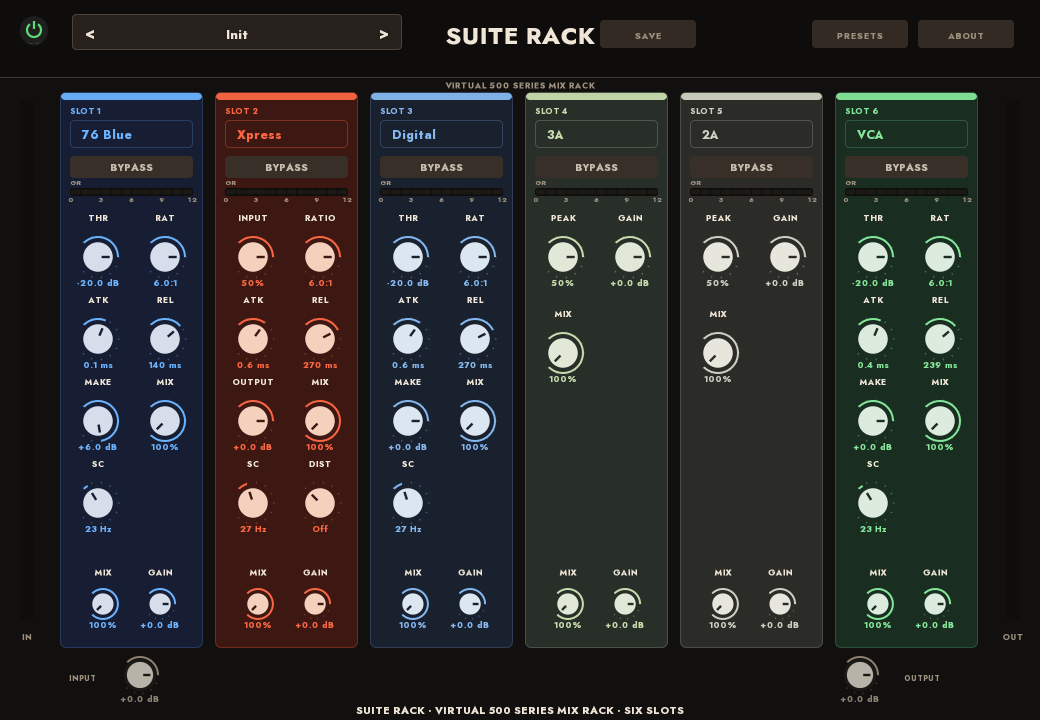 < Init >
SUITE RACK
SAVE
PRESETS
ABOUT
VIRTUAL 500 SERIES MIX RACK
SLOT 1
76 Blue
BYPASS
GR
0 3 6 9 12
THR RAT
-20.0 dB 6.0:1
ATK REL
0.1 ms 140 ms
MAKE MIX
+6.0 dB 100%
SC
23 Hz
MIX GAIN
100% +0.0 dB
SLOT 2
Xpress
BYPASS
GR
0 3 6 9 12
INPUT RATIO
50% 6.0:1
ATK REL
0.6 ms 270 ms
OUTPUT MIX
+0.0 dB 100%
SC DIST
27 Hz Off
MIX GAIN
100% +0.0 dB
SLOT 3
Digital
BYPASS
GR
0 3 6 9 12
THR RAT
-20.0 dB 6.0:1
ATK REL
0.6 ms 270 ms
MAKE MIX
+0.0 dB 100%
SC
27 Hz
MIX GAIN
100% +0.0 dB
SLOT 4
3A
BYPASS
GR
0 3 6 9 12
PEAK GAIN
50% +0.0 dB
MIX
100%
MIX GAIN
100% +0.0 dB
SLOT 5
2A
BYPASS
GR
0 3 6 9 12
PEAK GAIN
50% +0.0 dB
MIX
100%
MIX GAIN
100% +0.0 dB
SLOT 6
VCA
BYPASS
GR
0 3 6 9 12
THR RAT
-20.0 dB 6.0:1
ATK REL
0.4 ms 239 ms
MAKE MIX
+0.0 dB 100%
SC
23 Hz
MIX GAIN
100% +0.0 dB
IN
OUT
INPUT
+0.0 dB
OUTPUT
+0.0 dB
SUITE RACK · VIRTUAL 500 SERIES MIX RACK · SIX SLOTS